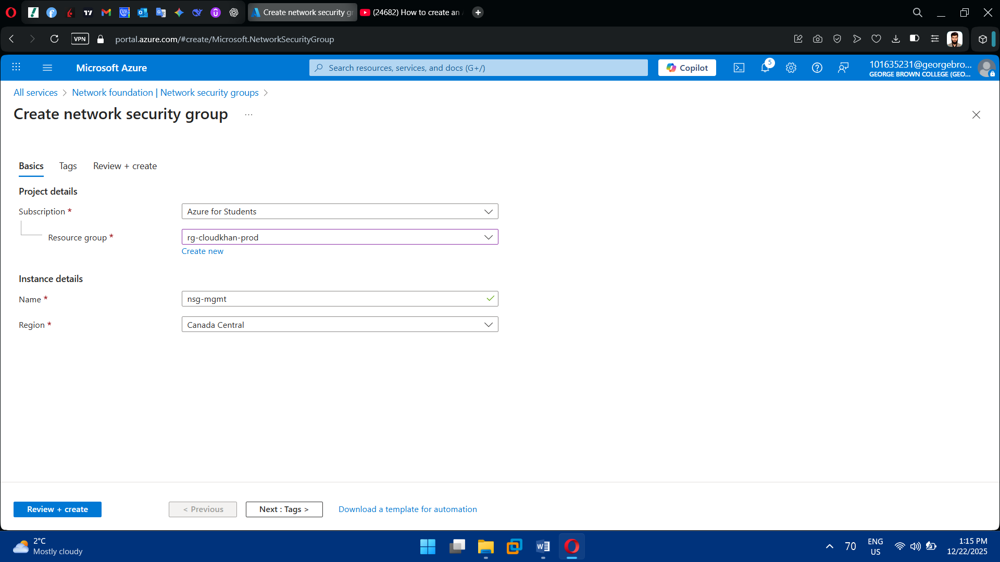 Create network security gr
(24682) How to create an
VPN
portal.azure.com/#create/Microsoft.NetworkSecurityGroup
Microsoft Azure
Search resources, services, and docs (G+/)
Copilot
5
101635231@georgebro...
GEORGE BROWN COLLEGE (GEO...
All services > Network foundation | Network security groups >
Create network security group ...
Basics Tags Review + create
Project details
Subscription *
Azure for Students
Resource group *
rg-cloudkhan-prod
Create new
Instance details
Name *
nsg-mgmt
Region *
Canada Central
Review + create
< Previous
Next : Tags >
Download a template for automation
2°C
Mostly cloudy
70
ENG
US
1:15 PM
12/22/2025